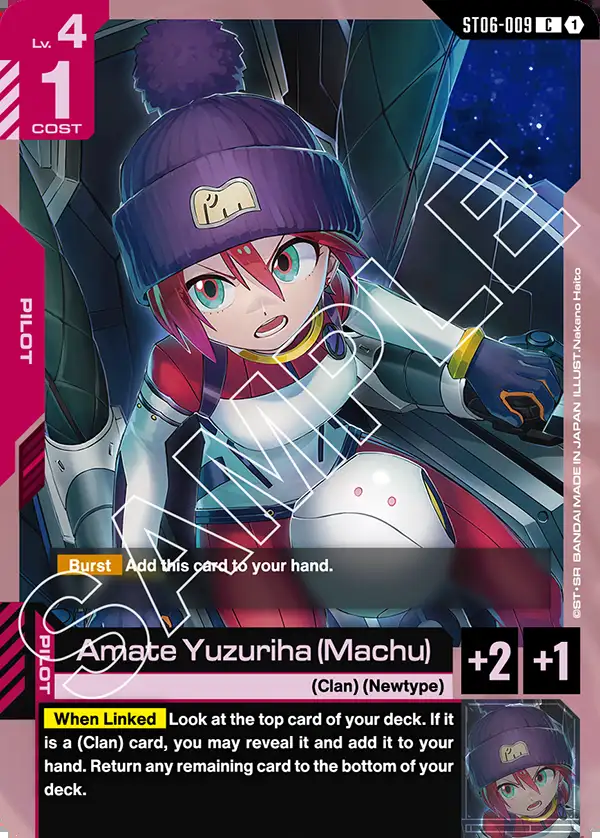 ST06-009 C 1
Lv. 4
1
COST
PILOT
SAMPLE
©ST・SR BANDAI MADE IN JAPAN ILLUST.Nakano Haito
Burst Add this card to your hand.
PILOT
Amate Yuzuriha (Machu)
+2 +1
(Clan) (Newtype)
When Linked Look at the top card of your deck. If it
is a (Clan) card, you may reveal it and add it to your
hand. Return any remaining card to the bottom of your
deck.